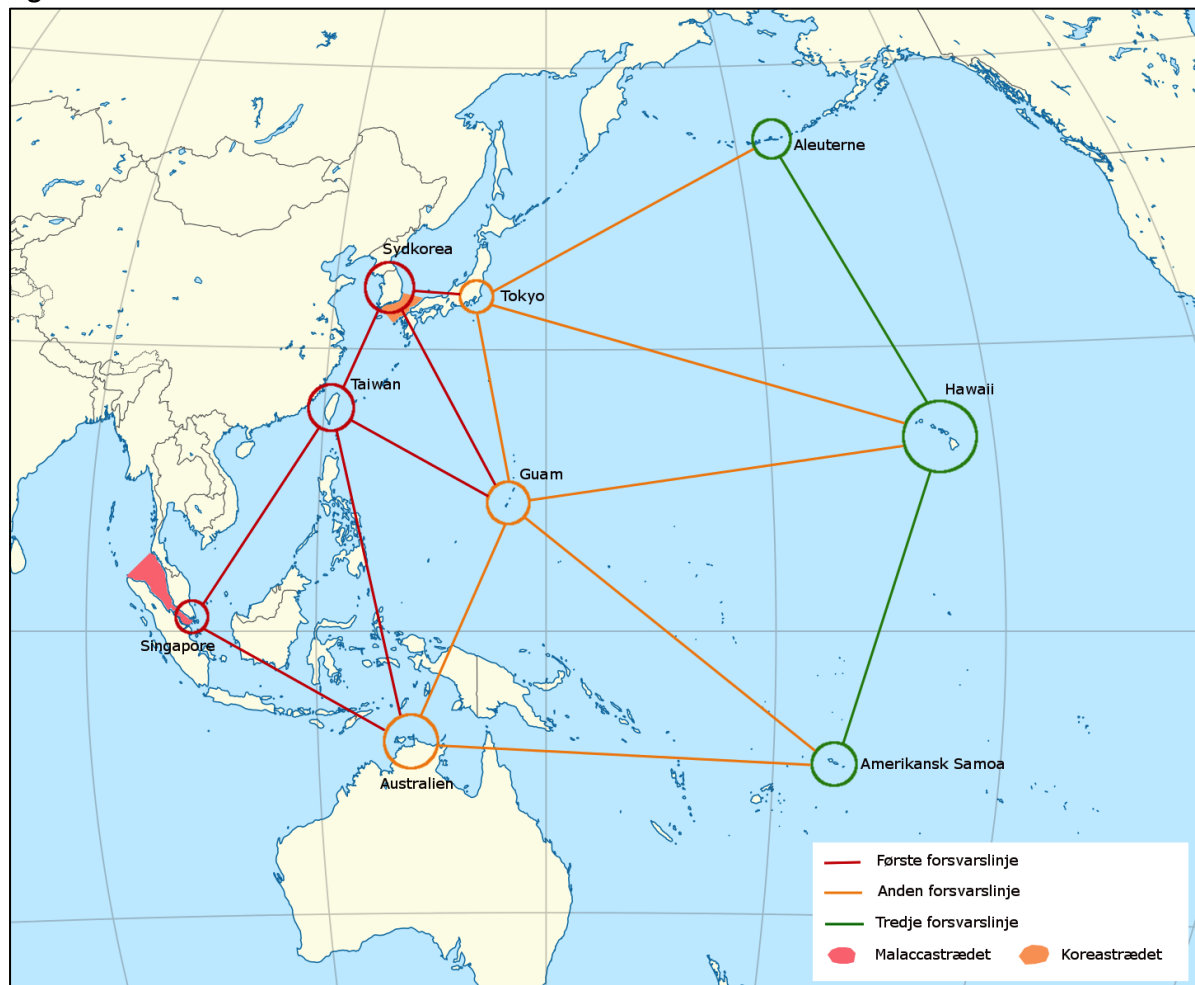 Aleuterne
Sydkorea
Tokyo
Taiwan
Hawaii
Guam
Singapore
Australien
Amerikansk Samoa
Første forsvarslinje
Anden forsvarslinje
Tredje forsvarslinje
Malaccastrædet
Koreastrædet